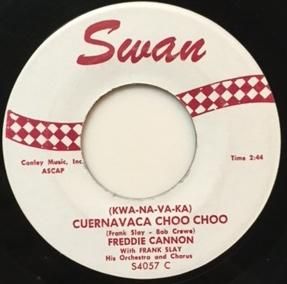 Swan
Conley Music, Inc.
ASCAP
Time 2:44
(KWA-NA-VA-KA)
CUERNAVACA CHOO CHOO
(Frank Slay - Bob Crewe)
FREDDIE CANNON
With FRANK SLAY
His Orchestra and Chorus
S4057 C